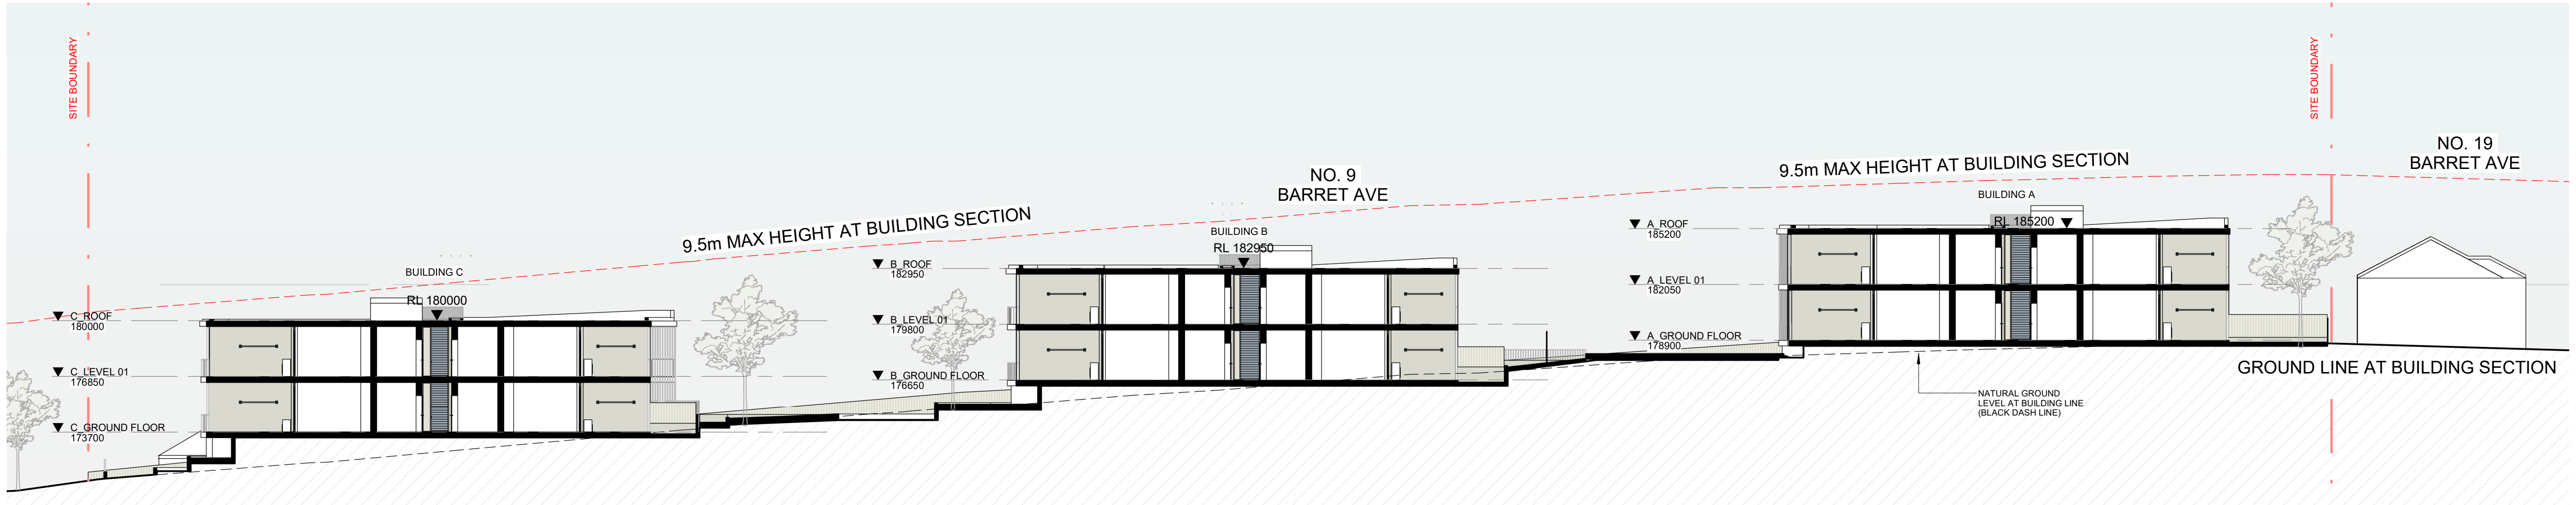 SITE BOUNDARY
C_ROOF
180000
C_LEVEL 01
176850
C_GROUND FLOOR
173700
BUILDING C
RL 180000
9.5m MAX HEIGHT AT BUILDING SECTION
B_ROOF
182950
B_LEVEL 01
179800
B_GROUND FLOOR
176650
NO. 9
BARRET AVE
BUILDING B
RL 182950
A_ROOF
185200
A_LEVEL 01
182050
A_GROUND FLOOR
178900
9.5m MAX HEIGHT AT BUILDING SECTION
BUILDING A
RL 185200
NATURAL GROUND
LEVEL AT BUILDING LINE
(BLACK DASH LINE)
SITE BOUNDARY
NO. 19
BARRET AVE
GROUND LINE AT BUILDING SECTION